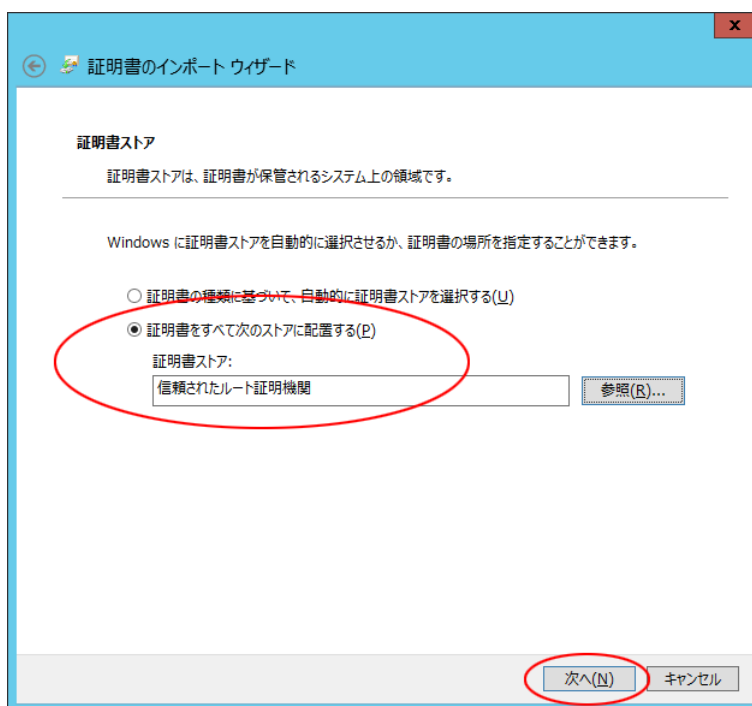 x
証明書のインポート ウィザード
証明書ストア
証明書ストアは、証明書が保管されるシステム上の領域です。
Windows に証明書ストアを自動的に選択させるか、証明書の場所を指定することができます。
証明書の種類に基づいて、自動的に証明書ストアを選択する(U)
証明書をすべて次のストアに配置する(P)
証明書ストア:
信頼されたルート証明機関
参照(R)...
次へ(N)
キャンセル